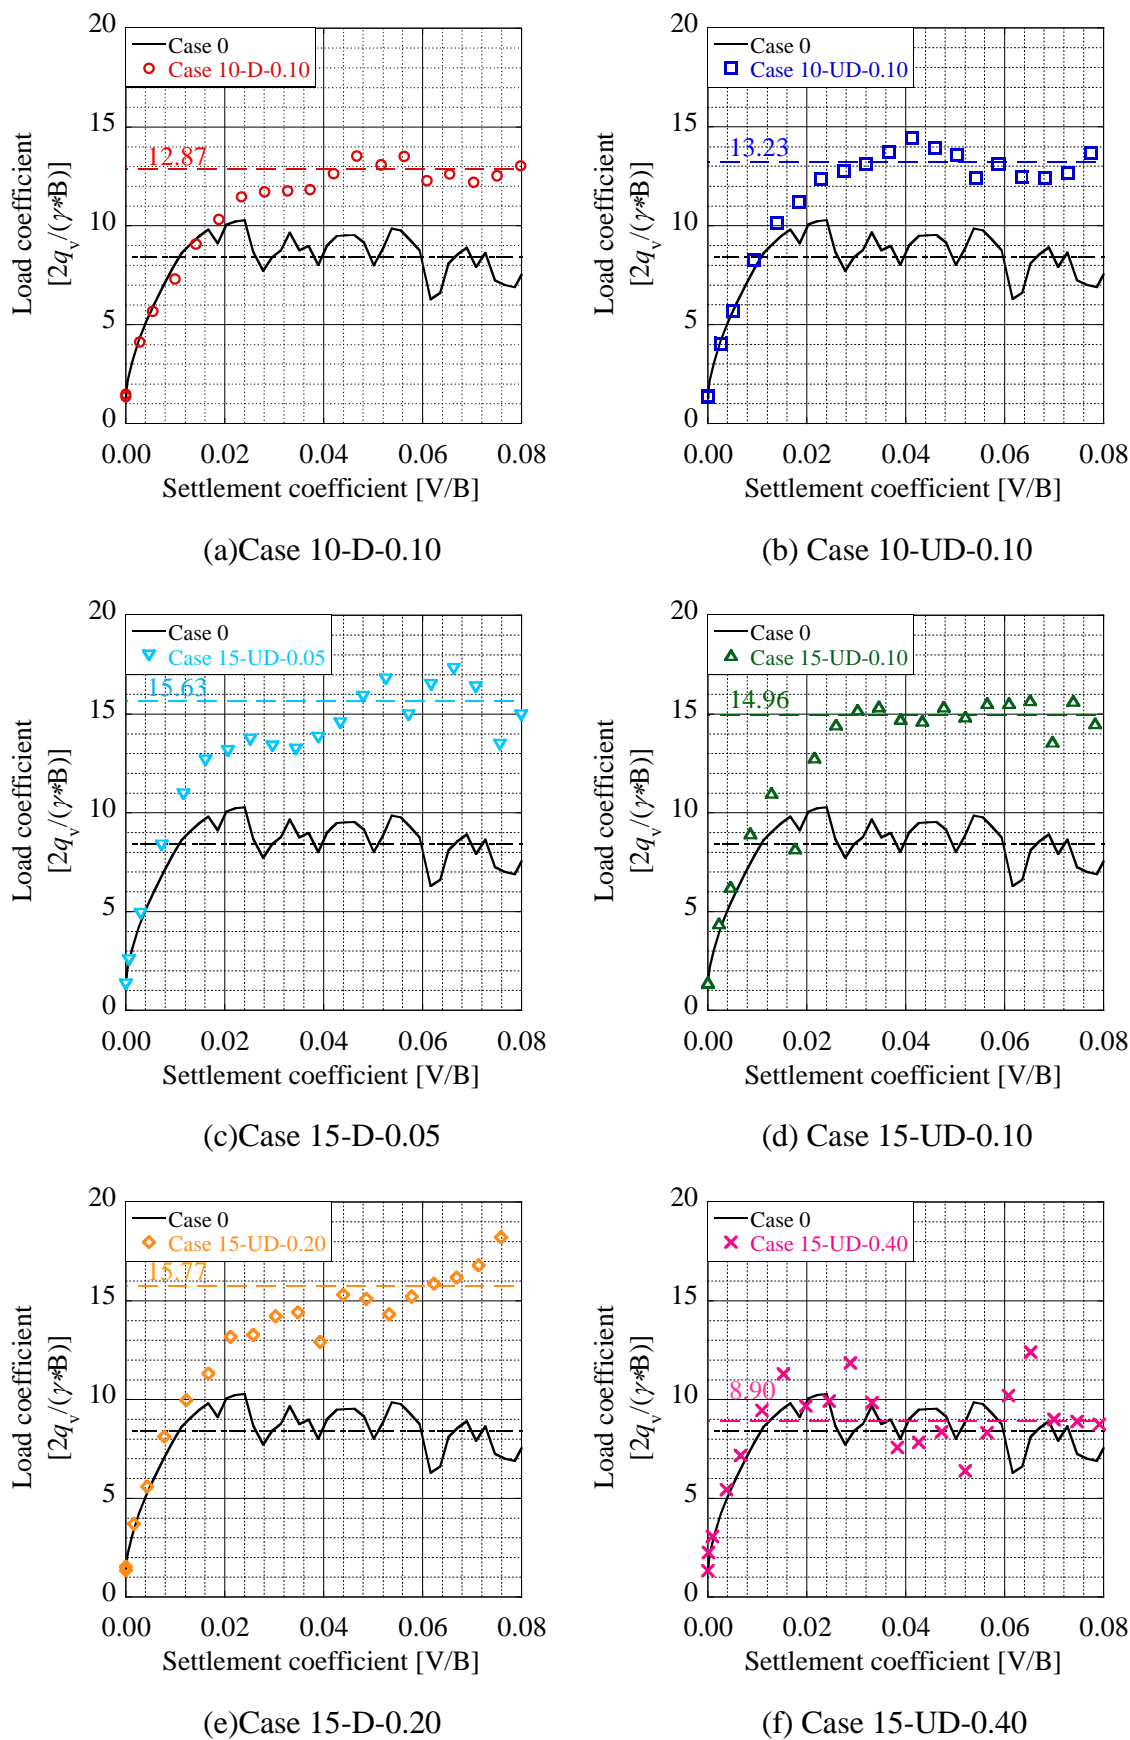 20
Case 0
Case 10-D-0.10
15
12.87
10
5
0
0.00 0.02 0.04 0.06 0.08
Load coefficient
[2qv/(γ*B)]
Settlement coefficient [V/B]
(a)Case 10-D-0.10
20
Case 0
Case 10-UD-0.10
15
13.23
10
5
0
0.00 0.02 0.04 0.06 0.08
Load coefficient
[2qv/(γ*B)]
Settlement coefficient [V/B]
(b) Case 10-UD-0.10
20
Case 0
Case 15-UD-0.05
15.63
15
10
5
0
0.00 0.02 0.04 0.06 0.08
Load coefficient
[2qv/(γ*B)]
Settlement coefficient [V/B]
(c)Case 15-D-0.05
20
Case 0
Case 15-UD-0.10
14.96
15
10
5
0
0.00 0.02 0.04 0.06 0.08
Load coefficient
[2qv/(γ*B)]
Settlement coefficient [V/B]
(d) Case 15-UD-0.10
20
Case 0
Case 15-UD-0.20
15.77
15
10
5
0
0.00 0.02 0.04 0.06 0.08
Load coefficient
[2qv/(γ*B)]
Settlement coefficient [V/B]
(e)Case 15-D-0.20
20
Case 0
Case 15-UD-0.40
15
10
8.90
5
0
0.00 0.02 0.04 0.06 0.08
Load coefficient
[2qv/(γ*B)]
Settlement coefficient [V/B]
(f) Case 15-UD-0.40